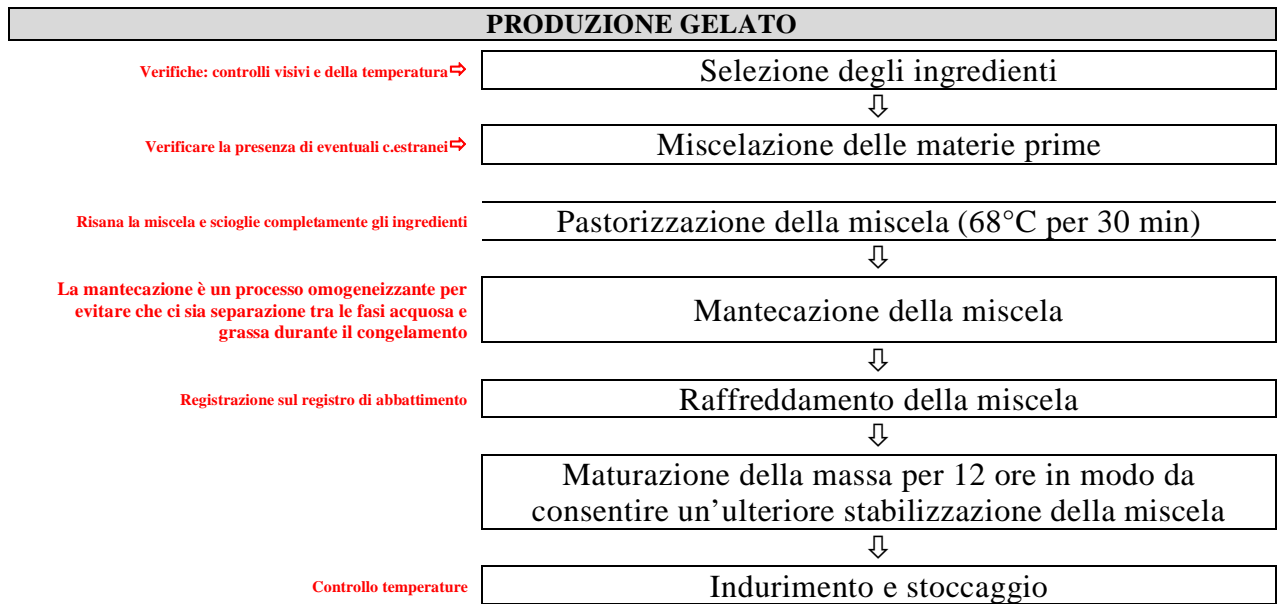 PRODUZIONE GELATO
Verifiche: controlli visivi e della temperatura⇨
Selezione degli ingredienti
⇩
Verificare la presenza di eventuali c.estranei⇨
Miscelazione delle materie prime
Risana la miscela e scioglie completamente gli ingredienti
Pastorizzazione della miscela (68°C per 30 min)
⇩
La mantecazione è un processo omogeneizzante per
evitare che ci sia separazione tra le fasi acquosa e
grassa durante il congelamento
Mantecazione della miscela
⇩
Registrazione sul registro di abbattimento
Raffreddamento della miscela
⇩
Maturazione della massa per 12 ore in modo da
consentire un’ulteriore stabilizzazione della miscela
⇩
Controllo temperature
Indurimento e stoccaggio